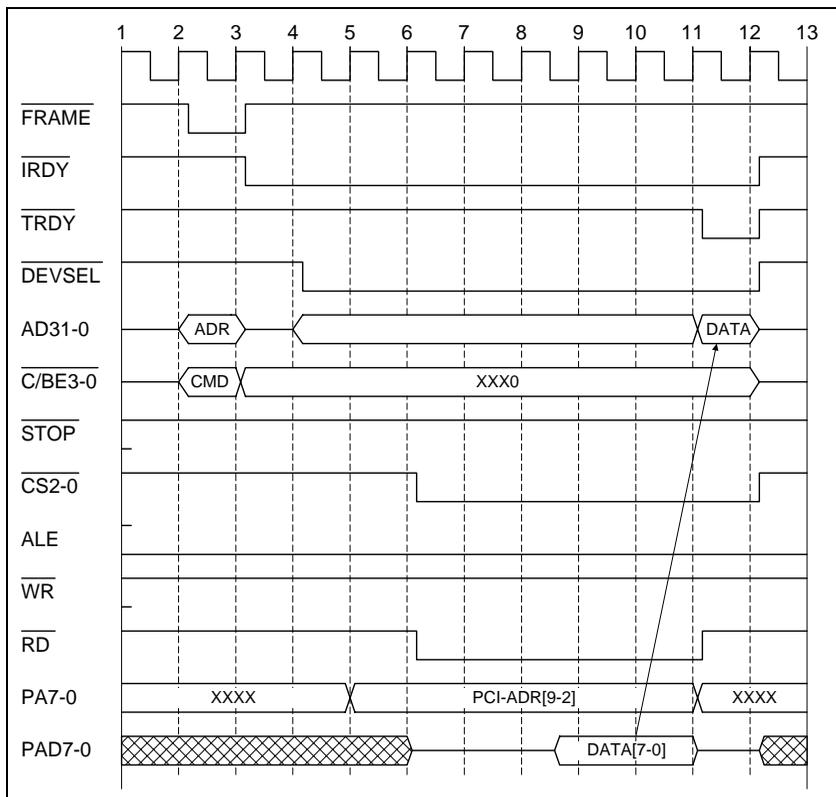 1 2 3 4 5 6 7 8 9 10 11 12 13
FRAME
IRDY
TRDY
DEVSEL
AD31-0 ADR DATA
C/BE3-0 CMD XXX0
STOP
CS2-0
ALE
WR
RD
PA7-0 XXXX PCI-ADR[9-2] XXXX
PAD7-0 DATA[7-0]